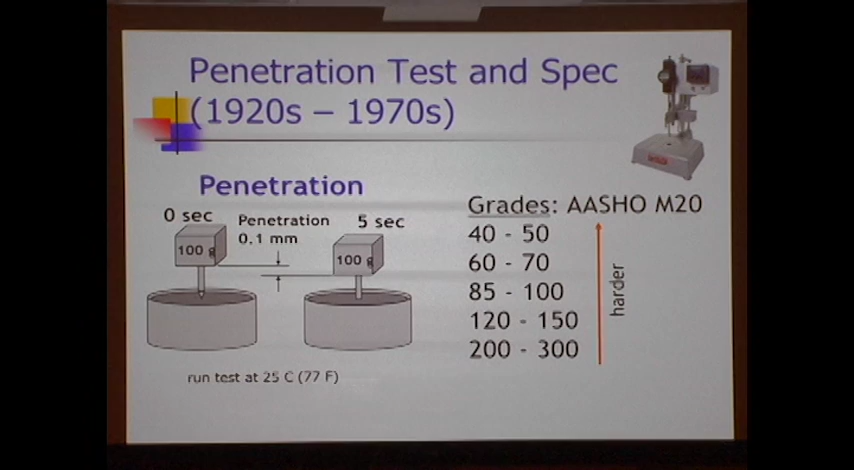 Penetration Test and Spec
(1920s – 1970s)
Penetration
0 sec
Penetration
0.1 mm
5 sec
100 g
100 g
run test at 25 C (77 F)
Grades: AASHO M20
40 - 50
60 - 70
85 - 100
120 - 150
200 - 300
harder